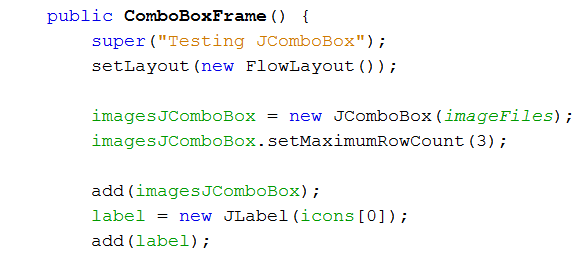 public ComboBoxFrame() {
super("Testing JComboBox");
setLayout(new FlowLayout());
imagesJComboBox = new JComboBox(imageFiles);
imagesJComboBox.setMaximumRowCount(3);
add(imagesJComboBox);
label = new JLabel(icons[0]);
add(label);